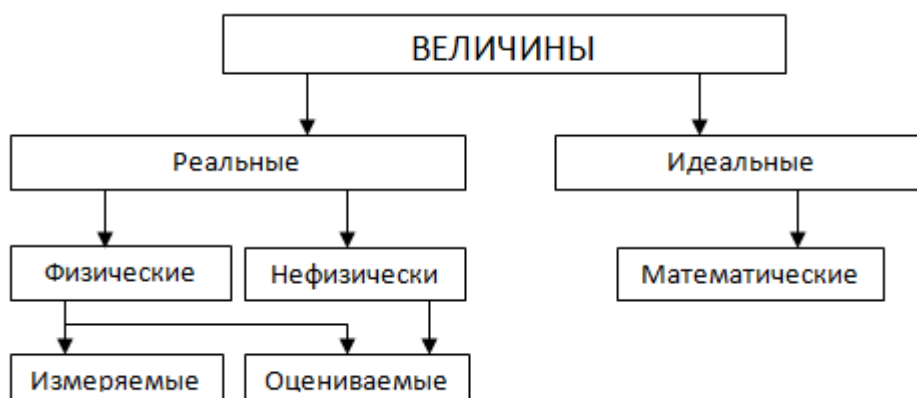 ВЕЛИЧИНЫ
Реальные
Идеальные
Физические
Нефизически
Математические
Измеряемые
Оцениваемые